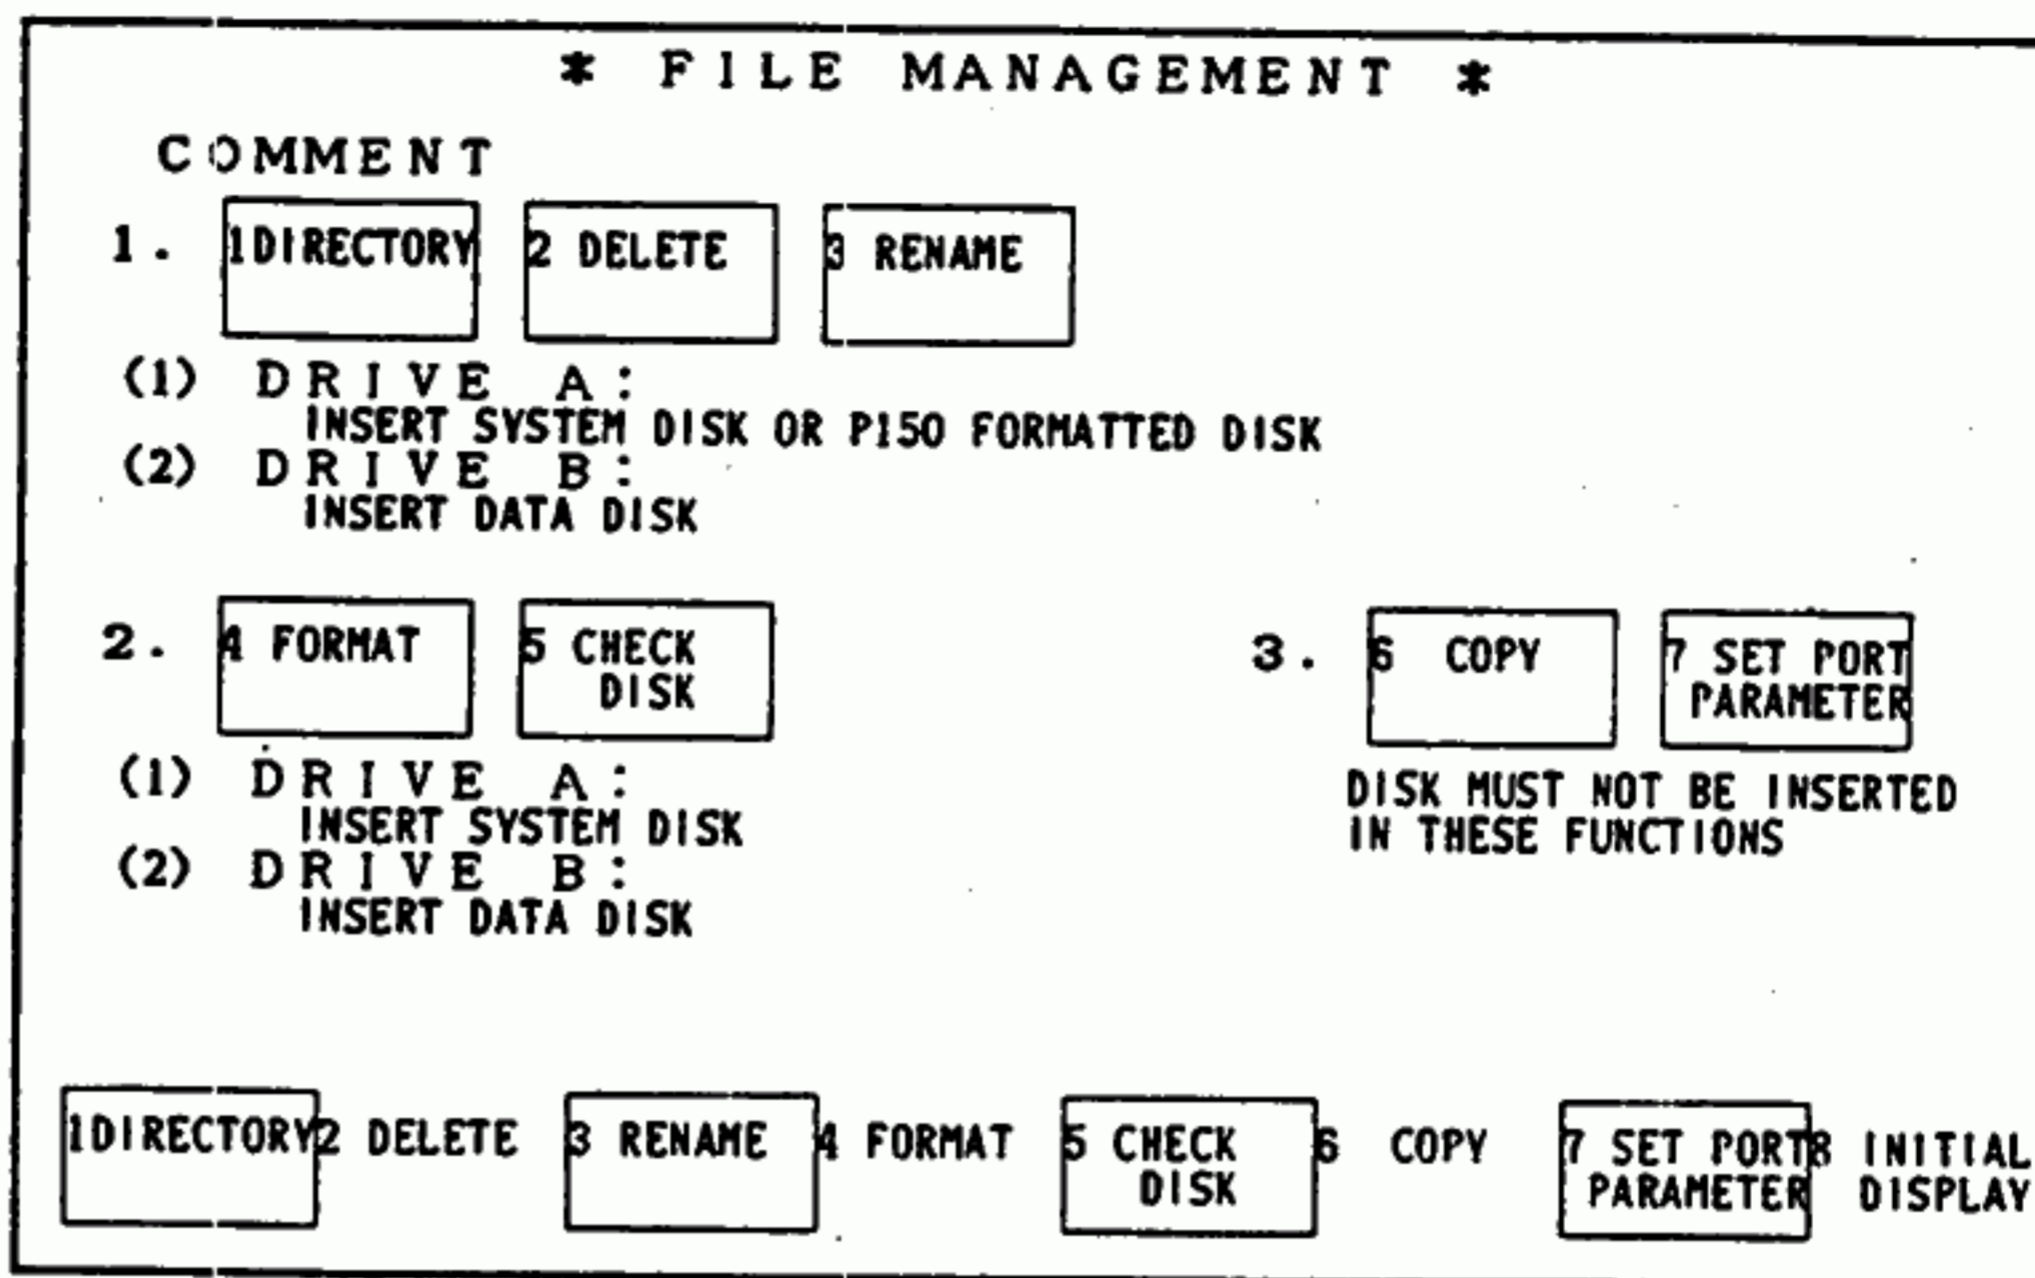 * FILE MANAGEMENT *
COMMENT
1. 1DIRECTORY 2 DELETE 3 RENAME
(1) DRIVE A:
INSERT SYSTEM DISK OR P150 FORMATTED DISK
(2) DRIVE B:
INSERT DATA DISK
2. 4 FORMAT 5 CHECK
DISK
(1) DRIVE A:
INSERT SYSTEM DISK
(2) DRIVE B:
INSERT DATA DISK
3. 6 COPY 7 SET PORT
PARAMETER
DISK MUST NOT BE INSERTED
IN THESE FUNCTIONS
1DIRECTORY 2 DELETE 3 RENAME 4 FORMAT 5 CHECK 6 COPY 7 SET PORT 8 INITIAL
DISK PARAMETER DISPLAY